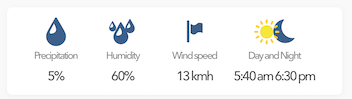 Precipitation Humidity Wind speed Day and Night
5% 60% 13 kmh 5:40 am 6:30 pm